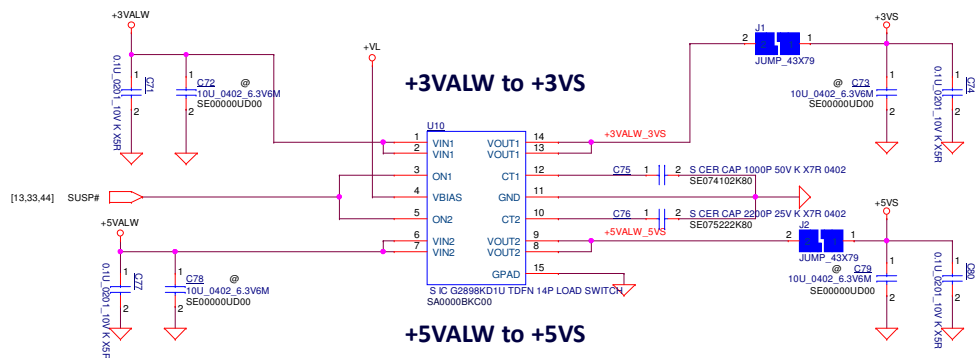 +3VALW
+VL
+3VALW to +3VS
J1
2
2
1
1
JUMP_43X79
+3VS
0.1U_0201_10V K X5R
C71
1
2
C72
@
10U_0402_6.3V6M
SE00000UD00
1
2
C73
@
10U_0402_6.3V6M
SE00000UD00
1
2
0.1U_0201_10V K X5R
C74
1
2
U10
1
VIN1
2
VIN1
3
ON1
4
VBIAS
5
ON2
6
VIN2
7
VIN2
14
VOUT1
13
VOUT1
12
CT1
11
GND
10
CT2
9
VOUT2
8
VOUT2
15
GPAD
+3VALW_3VS
C75
1
2
S CER CAP 1000P 50V K X7R 0402
SE074102K80
C76
1
2
S CER CAP 2200P 25V K X7R 0402
SE075222K80
+5VALW_5VS
[13,33,44]
SUSP#
+5VALW
J2
2
2
1
1
JUMP_43X79
+5VS
0.1U_0201_10V K X5R
C77
1
2
C78
@
10U_0402_6.3V6M
SE00000UD00
1
2
S IC G2898KD1U TDFN 14P LOAD SWITCH
SA0000BKC00
C79
@
10U_0402_6.3V6M
SE00000UD00
1
2
0.1U_0201_10V K X5R
C80
1
2
+5VALW to +5VS